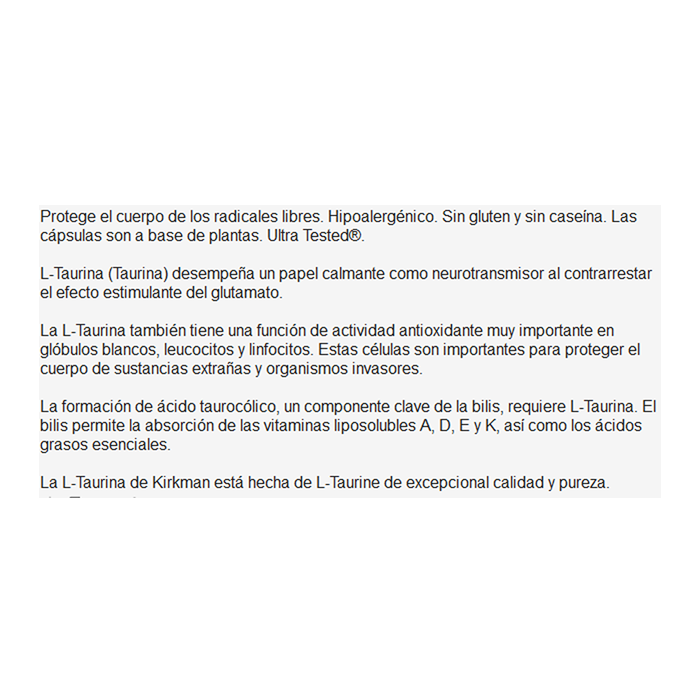 Protege el cuerpo de los radicales libres. Hipoalergénico. Sin gluten y sin caseína. Las
cápsulas son a base de plantas. Ultra Tested®.
L-Taurina (Taurina) desempeña un papel calmante como neurotransmisor al contrarrestar
el efecto estimulante del glutamato.
La L-Taurina también tiene una función de actividad antioxidante muy importante en
glóbulos blancos, leucocitos y linfocitos. Estas células son importantes para proteger el
cuerpo de sustancias extrañas y organismos invasores.
La formación de ácido taurocólico, un componente clave de la bilis, requiere L-Taurina. El
bilis permite la absorción de las vitaminas liposolubles A, D, E y K, así como los ácidos
grasos esenciales.
La L-Taurina de Kirkman está hecha de L-Taurine de excepcional calidad y pureza.